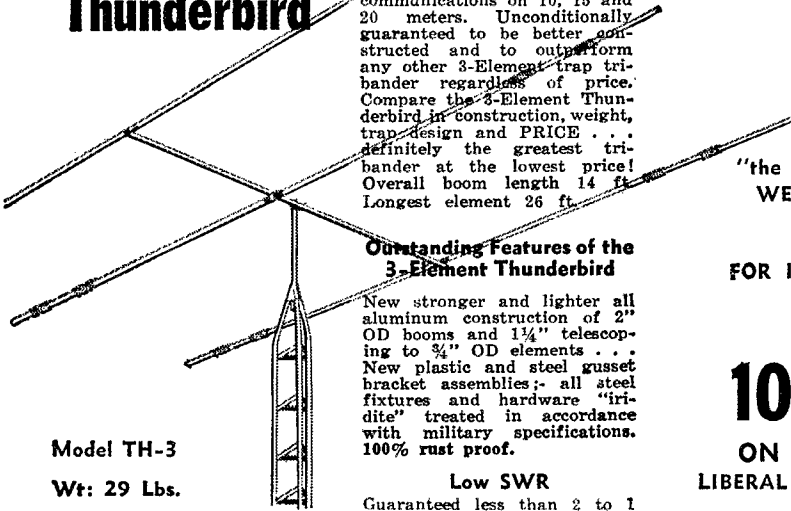 Thunderbird
communications on 10, 15 and
20 meters. Unconditionally
guaranteed to be better con-
structed and to outperform
any other 3-Element trap tri-
bander regardless of price.
Compare the 3-Element Thun-
derbird in construction, weight,
trap design and PRICE . . .
definitely the greatest tri-
bander at the lowest price!
Overall boom length 14 ft.
Longest element 26 ft.
Outstanding Features of the
3-Element Thunderbird
New stronger and lighter all
aluminum construction of 2"
OD booms and 1¼" telescop-
ing to ¾" OD elements . . .
New plastic and steel gusset
bracket assemblies;- all steel
fixtures and hardware "iri-
dite" treated in accordance
with military specifications.
100% rust proof.
Low SWR
Guaranteed less than 2 to 1
Model TH-3
Wt: 29 Lbs.
"the
WE
FOR
10
ON
LIBERAL